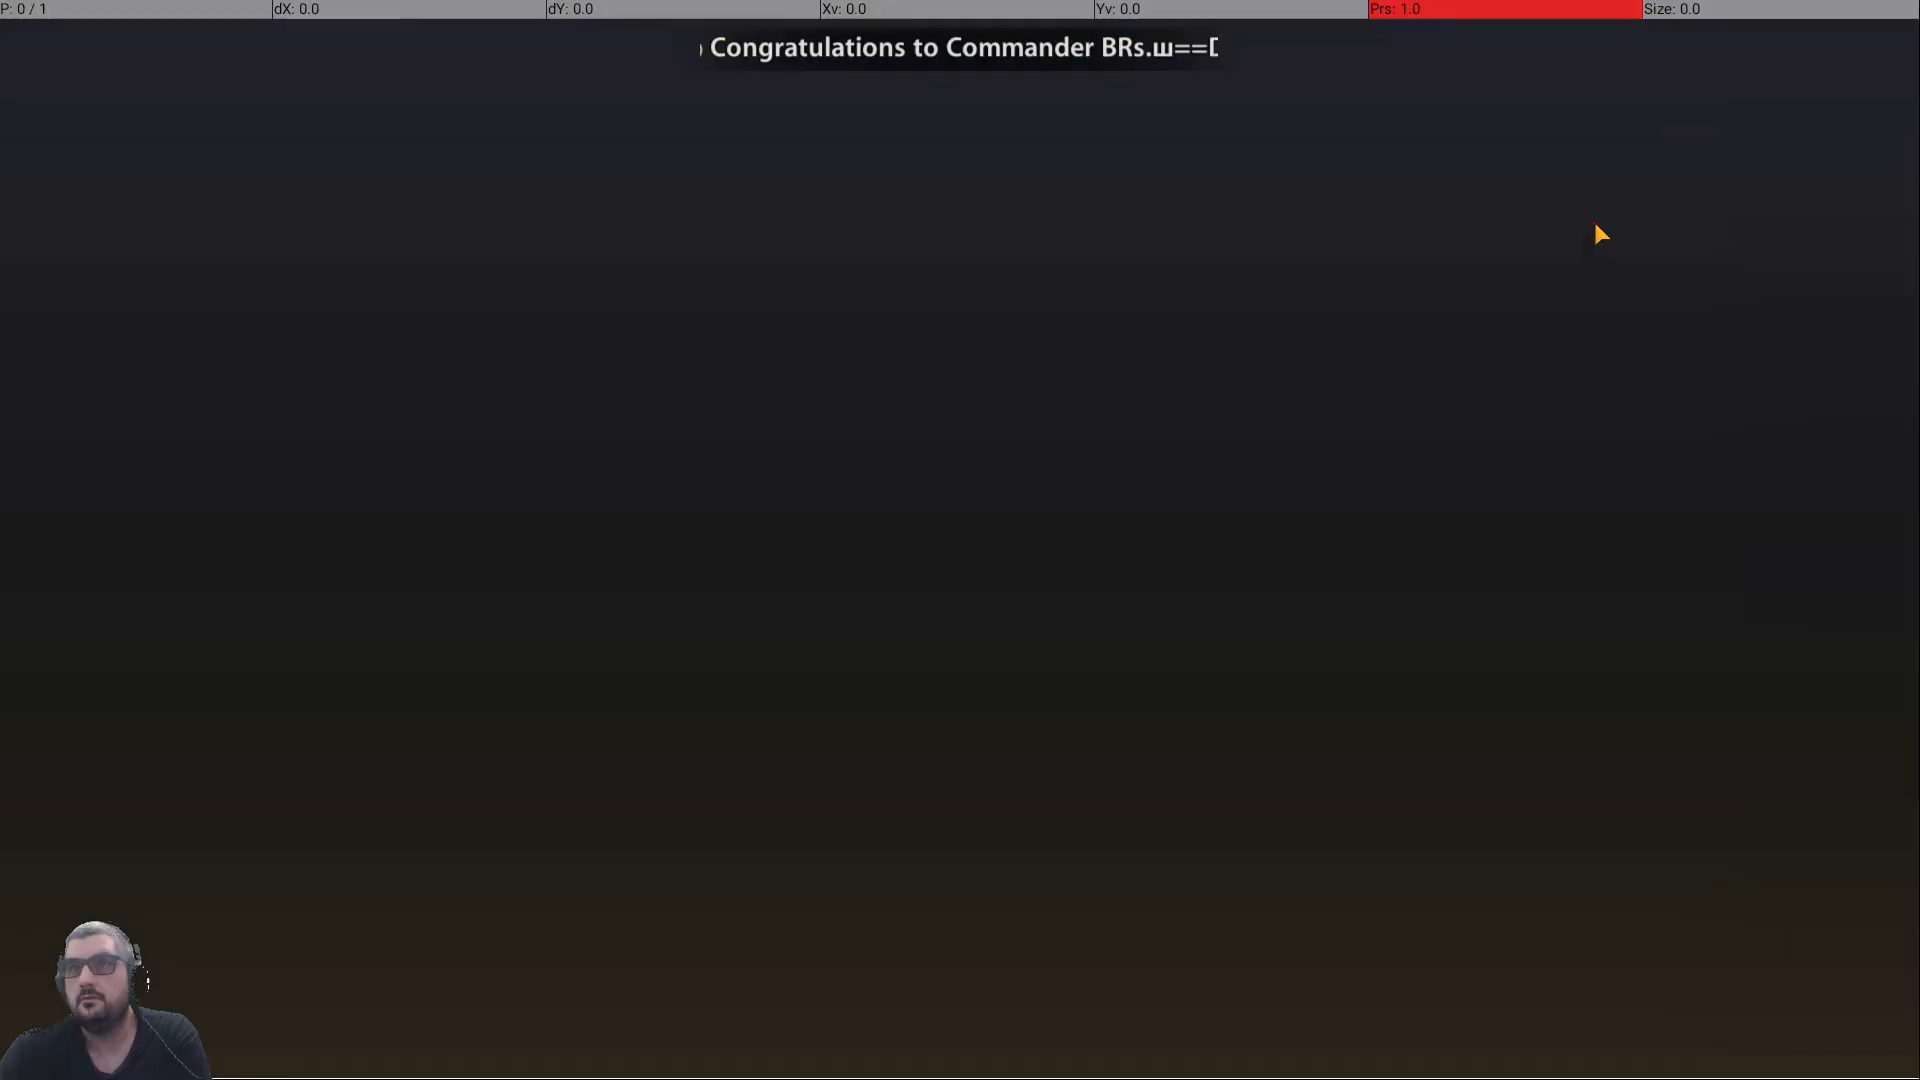 P: 0 / 1 dX: 0.0 dY: 0.0 Xv: 0.0 Yv: 0.0 Prs: 1.0 Size: 0.0
) Congratulations to Commander BRs.ш==[